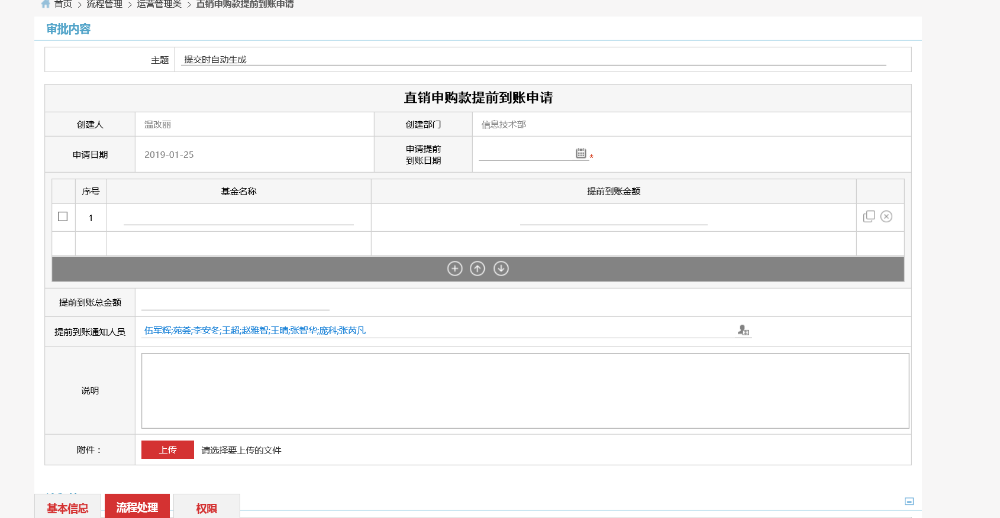 首页 > 流程管理 > 运营管理类 > 直销申购款提前到账申请
审批内容
主题 提交时自动生成
直销申购款提前到账申请
创建人 温改丽 创建部门 信息技术部
申请日期 2019-01-25 申请提前
到账日期 *
序号 基金名称 提前到账金额
1
提前到账总金额
提前到账通知人员 伍军辉;苑荟;李安冬;王超;赵雅智;王晴;张智华;庞科;张芮凡
说明
附件： 上传 请选择要上传的文件
基本信息 流程处理 权限